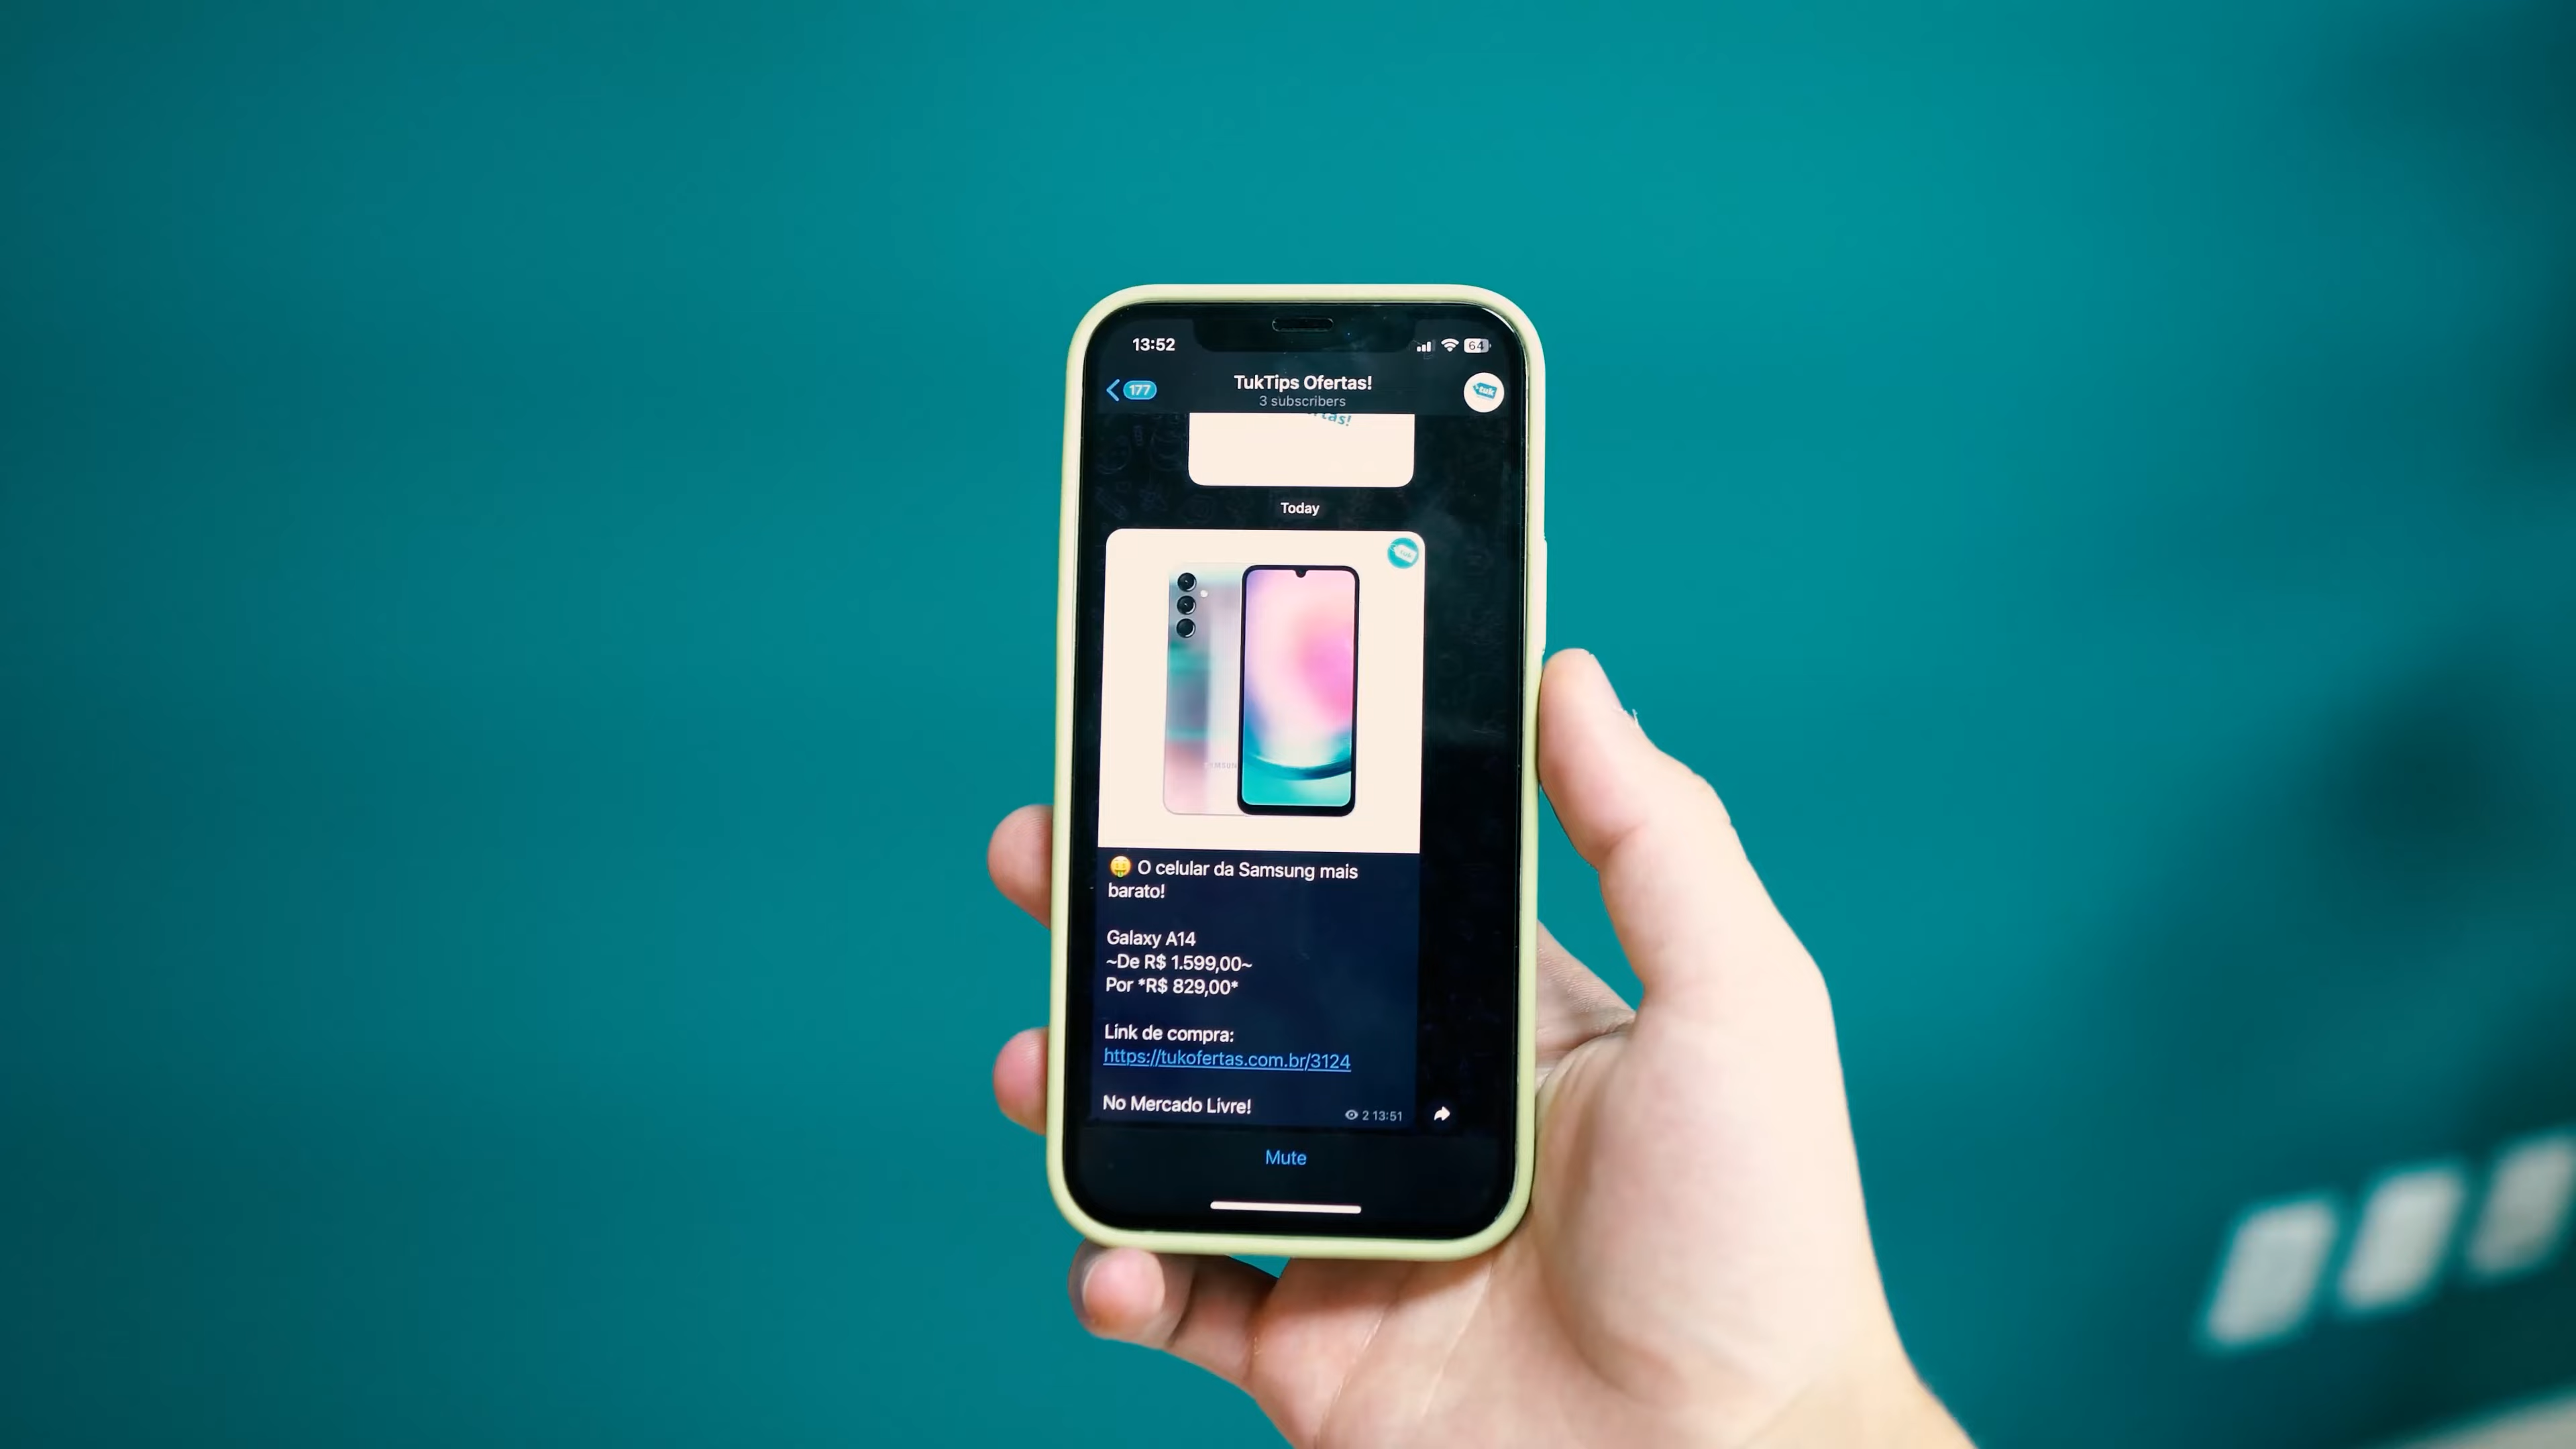 13:52
64
177
TukTips Ofertas!
3 subscribers
tuk
Today
🤑 O celular da Samsung mais
barato!
Galaxy A14
~De R$ 1.599,00~
Por *R$ 829,00*
Link de compra:
https://tukofertas.com.br/3124
No Mercado Livre!
2 13:51
Mute